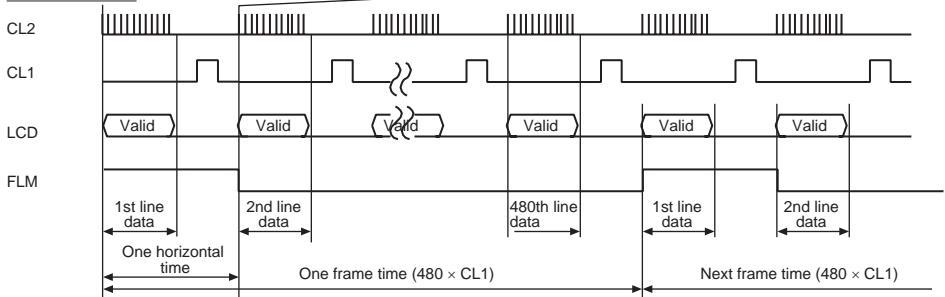 CL2
CL1
LCD
Valid
Valid
Valid
Valid
Valid
Valid
FLM
1st line
data
2nd line
data
480th line
data
1st line
data
2nd line
data
One horizontal
time
One frame time (480 × CL1)
Next frame time (480 × CL1)